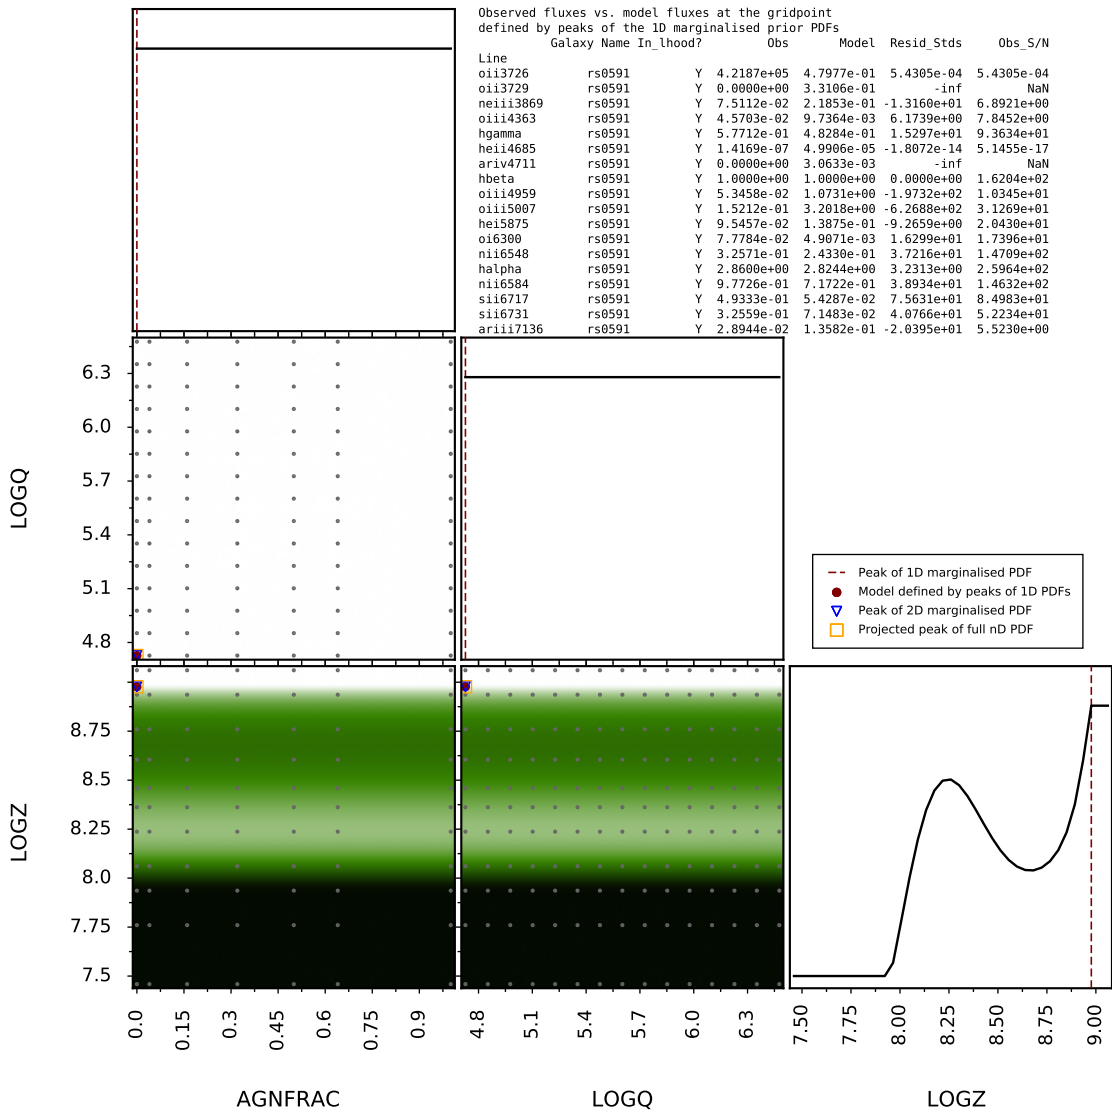 Observed fluxes vs. model fluxes at the gridpoint
defined by peaks of the 1D marginalised prior PDFs
Galaxy Name In_lhood? Obs Model Resid_Stds Obs_S/N
Line
oii3726 rs0591 Y 4.2187e+05 4.7977e-01 5.4305e-04 5.4305e-04
oii3729 rs0591 Y 0.0000e+00 3.3106e-01 -inf NaN
neiii3869 rs0591 Y 7.5112e-02 2.1853e-01 -1.3160e+01 6.8921e+00
oiii4363 rs0591 Y 4.5703e-02 9.7364e-03 6.1739e+00 7.8452e+00
hgamma rs0591 Y 5.7712e-01 4.8284e-01 1.5297e+01 9.3634e+01
heii4685 rs0591 Y 1.4169e-07 4.9906e-05 -1.8072e-14 5.1455e-17
ariv4711 rs0591 Y 0.0000e+00 3.0633e-03 -inf NaN
hbeta rs0591 Y 1.0000e+00 1.0000e+00 0.0000e+00 1.6204e+02
oiii4959 rs0591 Y 5.3458e-02 1.0731e+00 -1.9732e+02 1.0345e+01
oiii5007 rs0591 Y 1.5212e-01 3.2018e+00 -6.2688e+02 3.1269e+01
hei5875 rs0591 Y 9.5457e-02 1.3875e-01 -9.2659e+00 2.0430e+01
oi6300 rs0591 Y 7.7784e-02 4.9071e-03 1.6299e+01 1.7396e+01
nii6548 rs0591 Y 3.2571e-01 2.4330e-01 3.7216e+01 1.4709e+02
halpha rs0591 Y 2.8600e+00 2.8244e+00 3.2313e+00 2.5964e+02
nii6584 rs0591 Y 9.7726e-01 7.1722e-01 3.8934e+01 1.4632e+02
sii6717 rs0591 Y 4.9333e-01 5.4287e-02 7.5631e+01 8.4983e+01
sii6731 rs0591 Y 3.2559e-01 7.1483e-02 4.0766e+01 5.2234e+01
ariii7136 rs0591 Y 2.8944e-02 1.3582e-01 -2.0395e+01 5.5230e+00
LOGQ
6.3
6.0
5.7
5.4
5.1
4.8
Peak of 1D marginalised PDF
Model defined by peaks of 1D PDFs
Peak of 2D marginalised PDF
Projected peak of full nD PDF
LOGZ
8.75
8.5
8.25
8.0
7.75
7.5
0.0 0.15 0.3 0.45 0.6 0.75 0.9
4.8 5.1 5.4 5.7 6.0 6.3
7.50 7.75 8.00 8.25 8.50 8.75 9.00
AGNFRAC LOGQ LOGZ